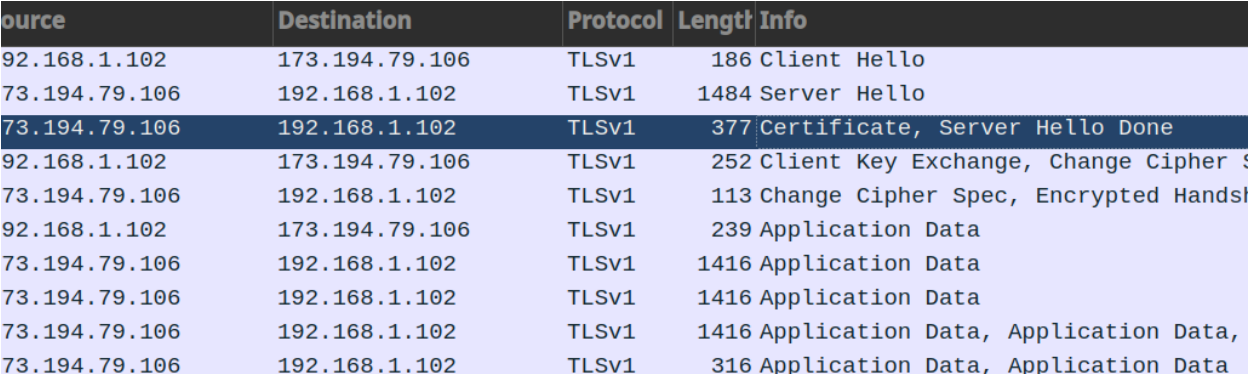 ource Destination Protocol Length Info
92.168.1.102 173.194.79.106 TLSv1 186 Client Hello
73.194.79.106 192.168.1.102 TLSv1 1484 Server Hello
73.194.79.106 192.168.1.102 TLSv1 377 Certificate, Server Hello Done
92.168.1.102 173.194.79.106 TLSv1 252 Client Key Exchange, Change Cipher S
73.194.79.106 192.168.1.102 TLSv1 113 Change Cipher Spec, Encrypted Handsh
92.168.1.102 173.194.79.106 TLSv1 239 Application Data
73.194.79.106 192.168.1.102 TLSv1 1416 Application Data
73.194.79.106 192.168.1.102 TLSv1 1416 Application Data
73.194.79.106 192.168.1.102 TLSv1 1416 Application Data, Application Data,
73.194.79.106 192.168.1.102 TLSv1 316 Application Data, Application Data